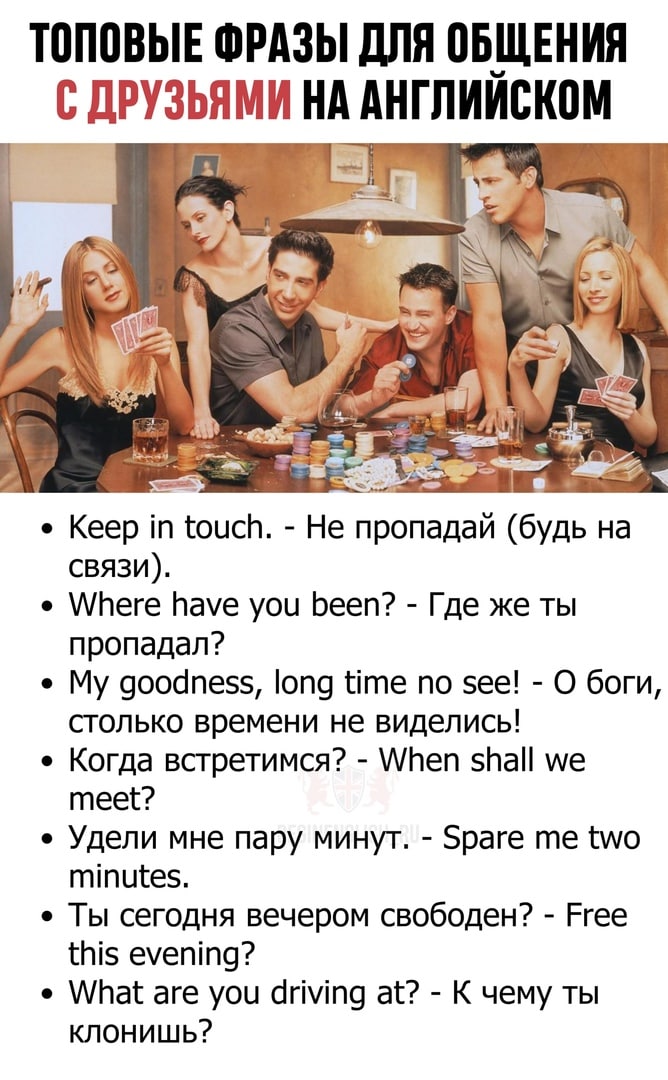 ТОПОВЫЕ ФРАЗЫ ДЛЯ ОБЩЕНИЯ
С ДРУЗЬЯМИ НА АНГЛИЙСКОМ
• Keep in touch. - Не пропадай (будь на
связи).
• Where have you been? - Где же ты
пропадал?
• My goodness, long time no see! - О боги,
столько времени не виделись!
• Когда встретимся? - When shall we
meet?
• Удели мне пару минут. - Spare me two
minutes.
• Ты сегодня вечером свободен? - Free
this evening?
• What are you driving at? - К чему ты
клонишь?